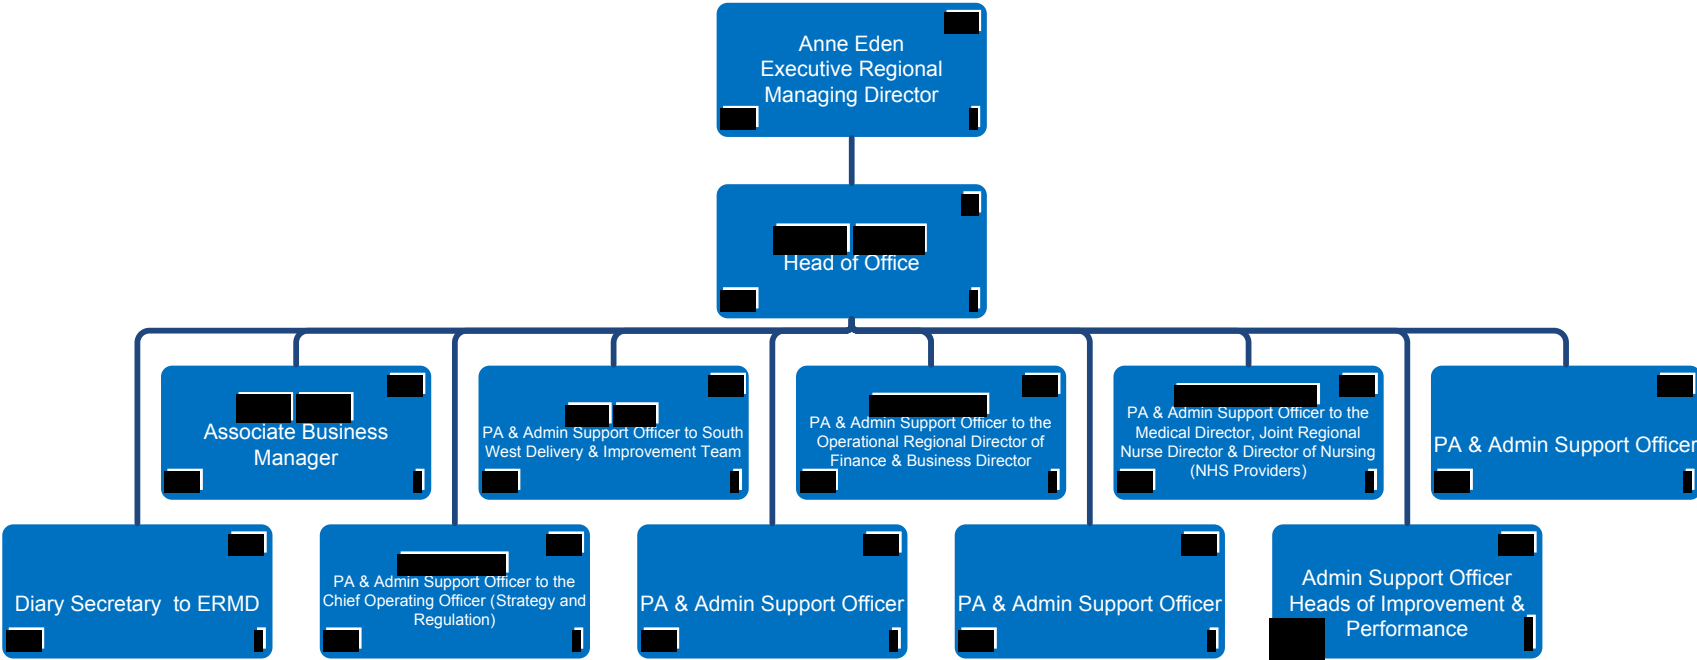 Anne Eden
Executive Regional
Managing Director
Head of Office
Associate Business
Manager
PA & Admin Support Officer to South
West Delivery & Improvement Team
PA & Admin Support Officer to the
Operational Regional Director of
Finance & Business Director
PA & Admin Support Officer to the
Medical Director, Joint Regional
Nurse Director & Director of Nursing
(NHS Providers)
PA & Admin Support Officer
Diary Secretary to ERMD
PA & Admin Support Officer to the
Chief Operating Officer (Strategy and
Regulation)
PA & Admin Support Officer
PA & Admin Support Officer
Admin Support Officer
Heads of Improvement &
Performance